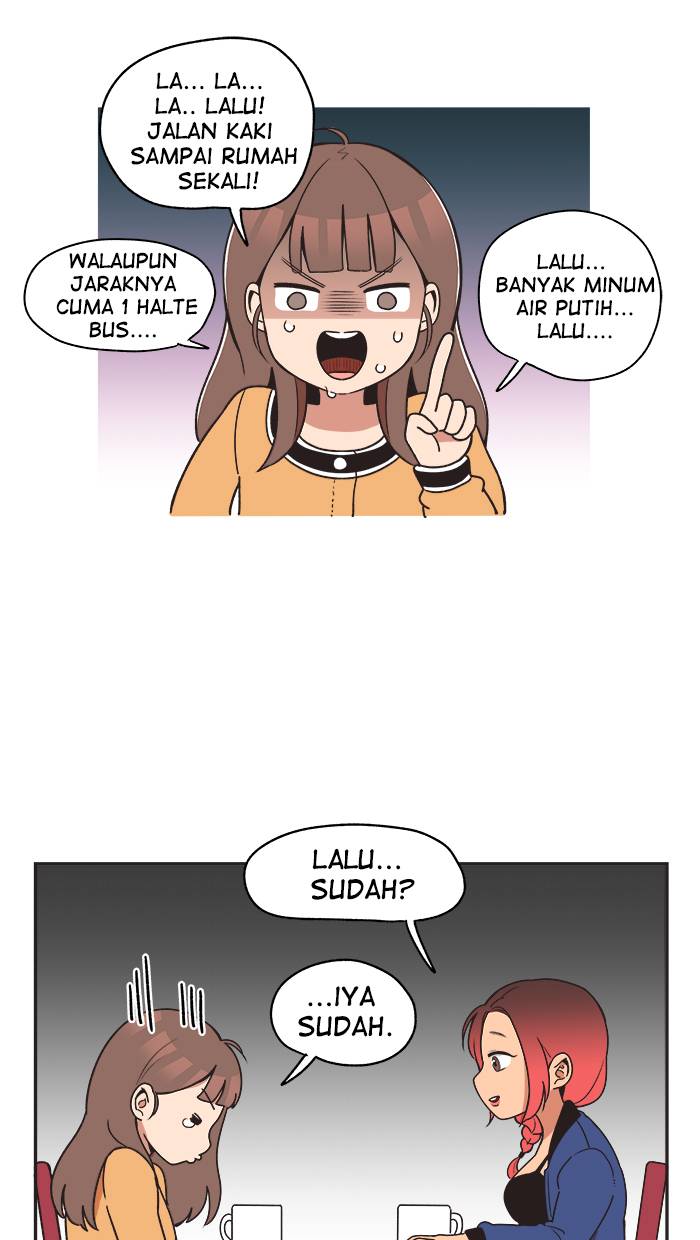 LA... LA...
LA.. LALU!
JALAN KAKI
SAMPAI RUMAH
SEKALI!
WALAUPUN
JARAKNYA
CUMA 1 HALTE
BUS....
LALU...
BANYAK MINUM
AIR PUTIH...
LALU....
LALU...
SUDAH?
...IYA
SUDAH.